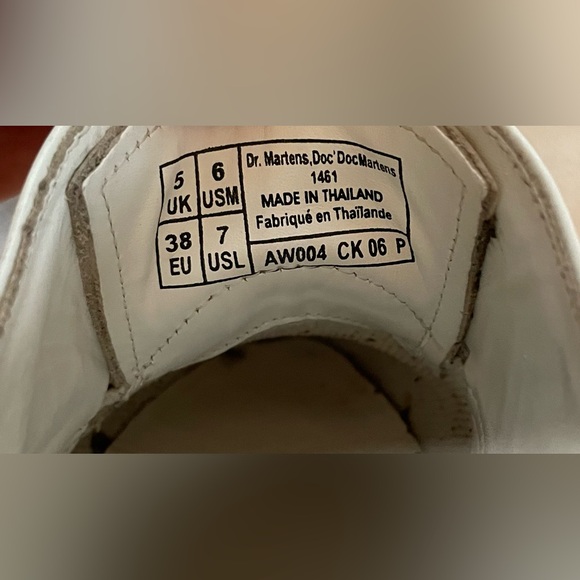 5 UK
6 USM
38 EU
7 USL
Dr. Martens,Doc'DocMartens
1461
MADE IN THAILAND
Fabriqué en Thaïlande
AW004 CK 06 P